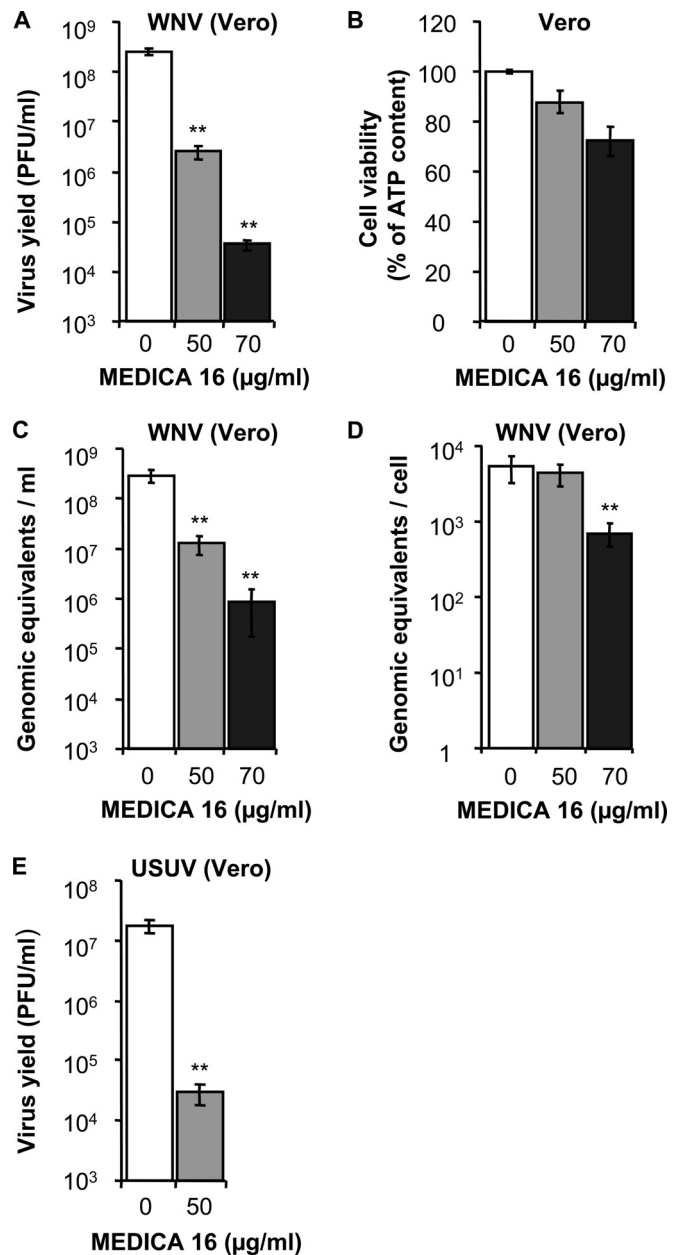 A WNV (Vero)
Virus yield (PFU/ml)
10⁹
10⁸
10⁷
10⁶
10⁵
10⁴
10³
**
**
0 50 70
MEDICA 16 (µg/ml)
B Vero
Cell viability
(% of ATP content)
120
100
80
60
40
20
0
0 50 70
MEDICA 16 (µg/ml)
C WNV (Vero)
Genomic equivalents / ml
10⁹
10⁸
10⁷
10⁶
10⁵
10⁴
10³
**
**
0 50 70
MEDICA 16 (µg/ml)
D WNV (Vero)
Genomic equivalents / cell
10⁴
10³
10²
10¹
1
**
0 50 70
MEDICA 16 (µg/ml)
E USUV (Vero)
Virus yield (PFU/ml)
10⁸
10⁷
10⁶
10⁵
10⁴
10³
**
0 50
MEDICA 16 (µg/ml)